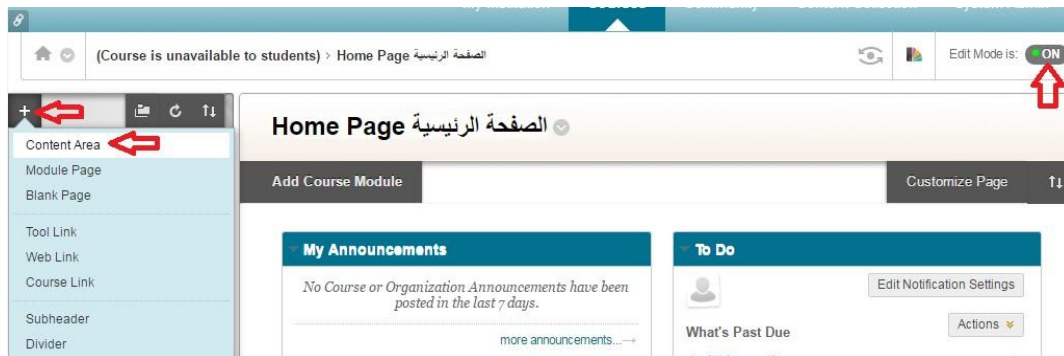 (Course is unavailable to students) > Home Page الصفحة الرئيسية
Edit Mode is: ON
Content Area
Module Page
Blank Page
Tool Link
Web Link
Course Link
Subheader
Divider
Home Page الصفحة الرئيسية
Add Course Module
Customize Page
My Announcements
No Course or Organization Announcements have been
posted in the last 7 days.
more announcements...→
To Do
Edit Notification Settings
Actions
What's Past Due